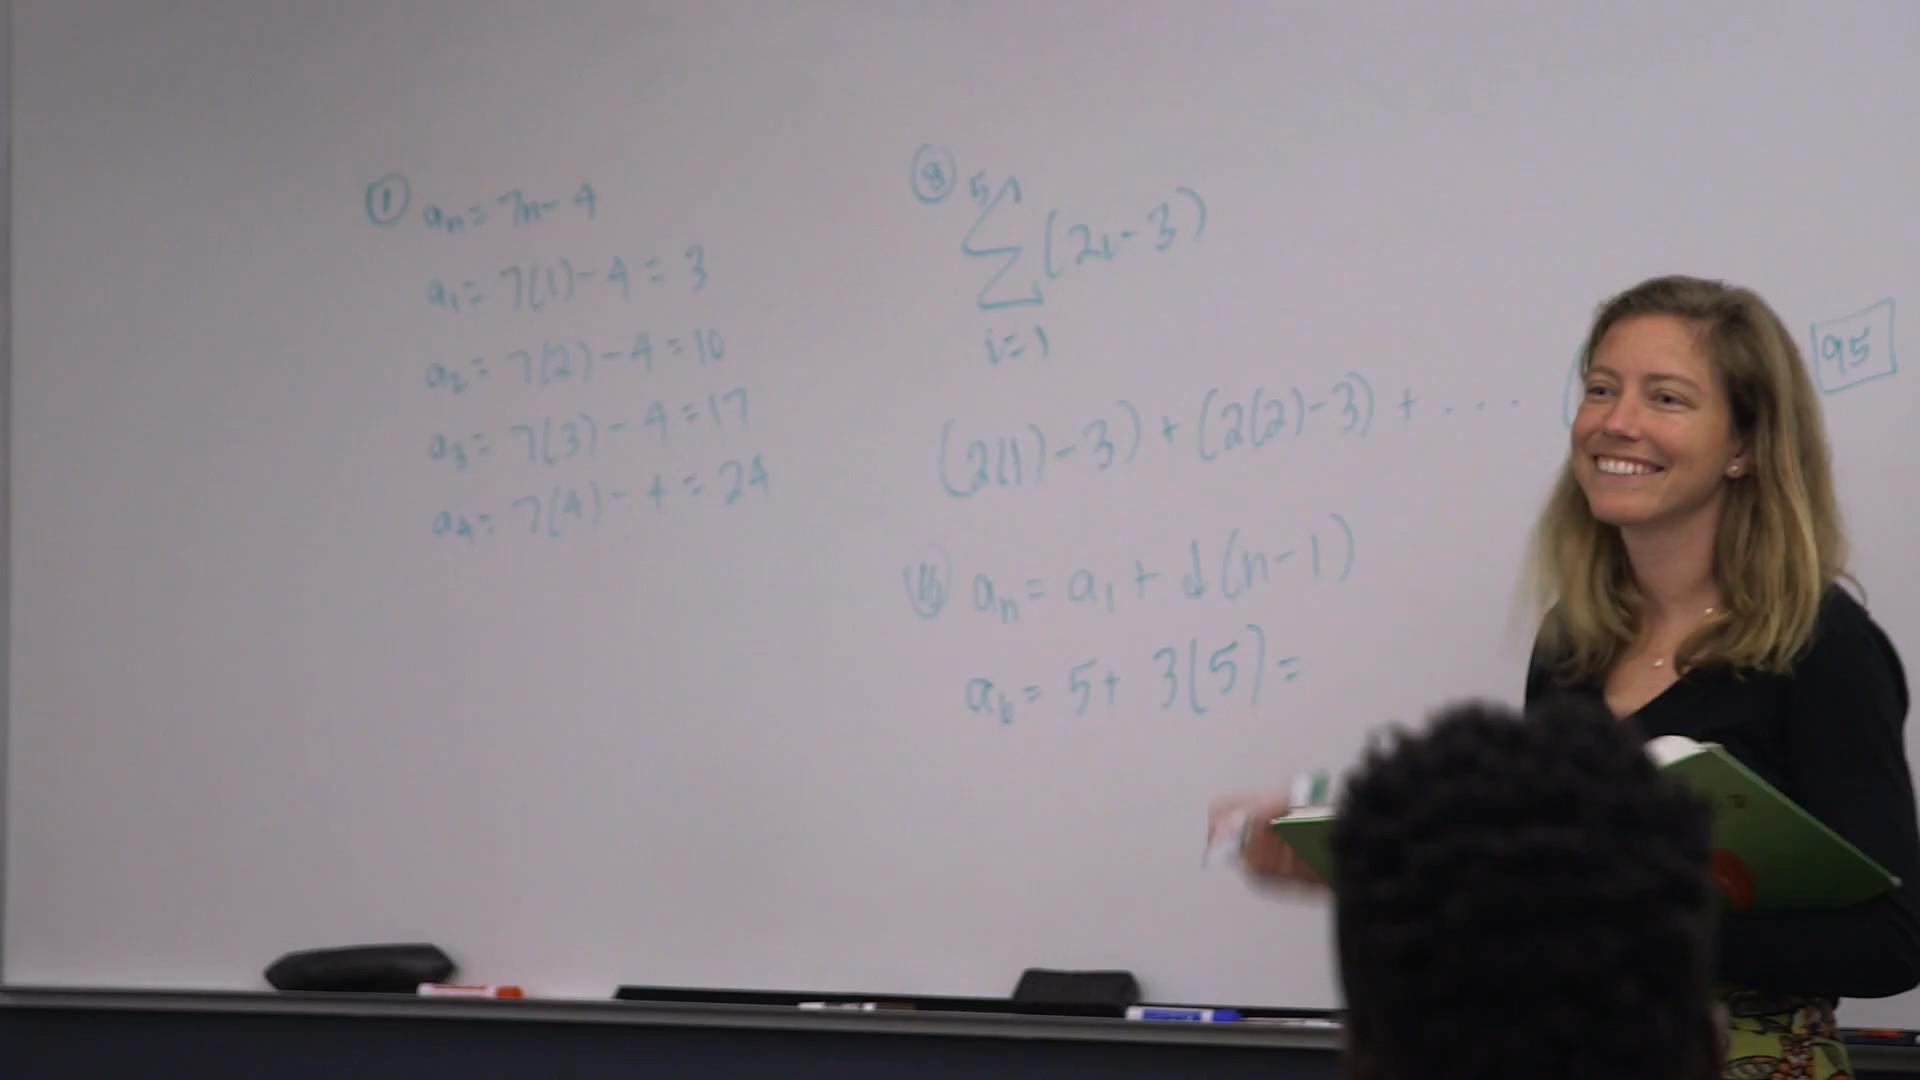 ① aₙ = 7n - 4
a₁ = 7(1) - 4 = 3
a₂ = 7(2) - 4 = 10
a₃ = 7(3) - 4 = 17
a₄ = 7(4) - 4 = 24
⑧ 5
∑ (2i - 3)
i = 1
95
(2(1) - 3) + (2(2) - 3) + . . . (
aₙ = a₁ + d(n - 1)
a₆ = 5 + 3(5) =